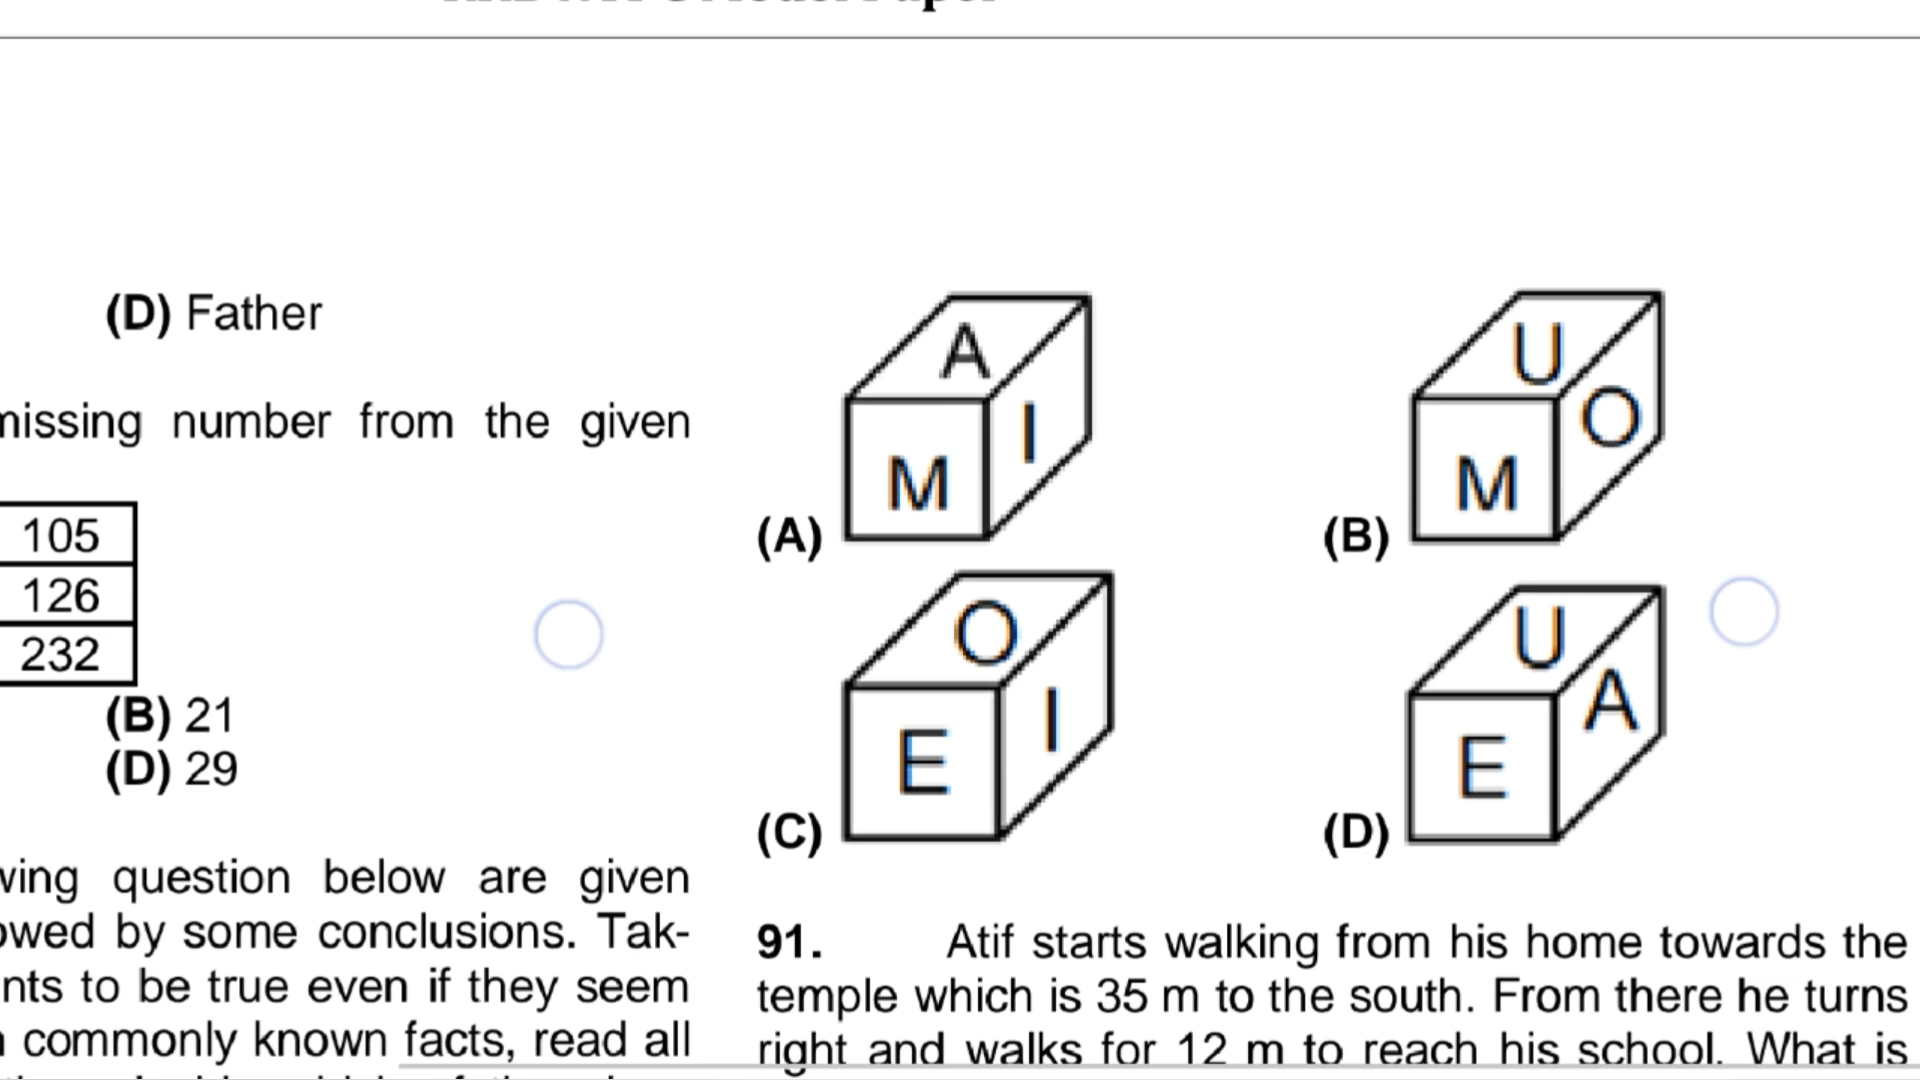 (D) Father
missing number from the given
105
126
232
(B) 21
(D) 29
wing question below are given
owed by some conclusions. Tak-
nts to be true even if they seem
commonly known facts, read all
A
M I
(A)
U
M O
(B)
O
E I
(C)
U
E A
(D)
91. Atif starts walking from his home towards the
temple which is 35 m to the south. From there he turns
right and walks for 12 m to reach his school. What is